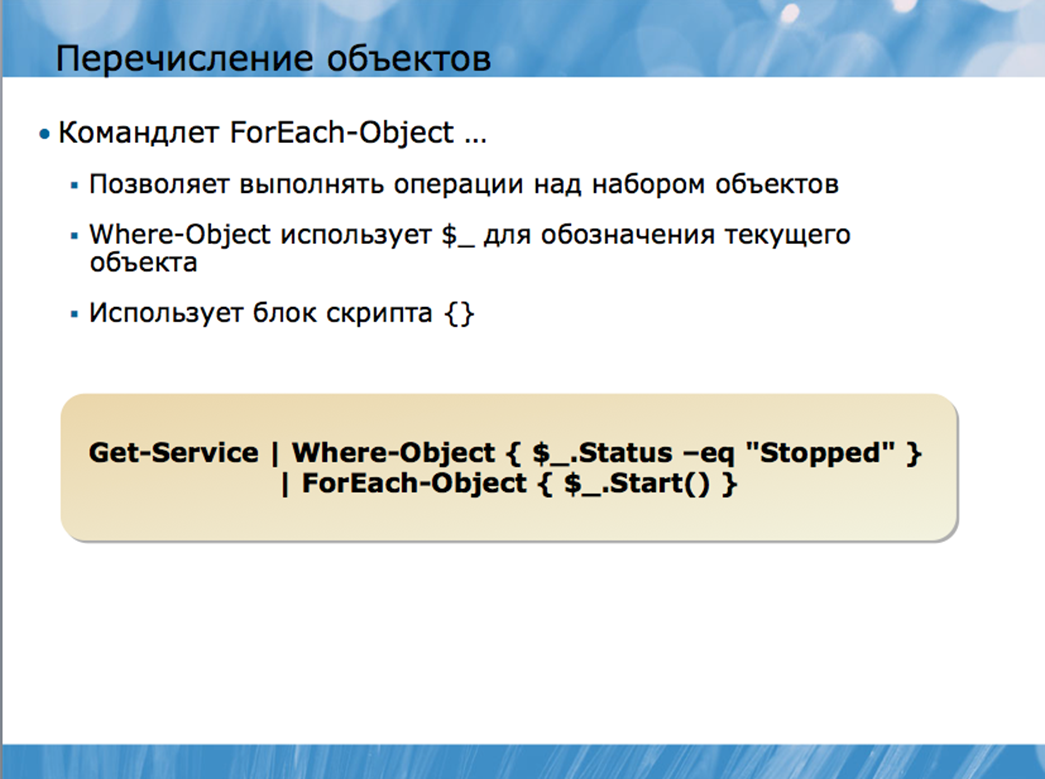 Перечисление объектов
• Командлет ForEach-Object ...
▪ Позволяет выполнять операции над набором объектов
▪ Where-Object использует $_ для обозначения текущего
объекта
▪ Использует блок скрипта {}
Get-Service | Where-Object { $_.Status –eq "Stopped" }
| ForEach-Object { $_.Start() }